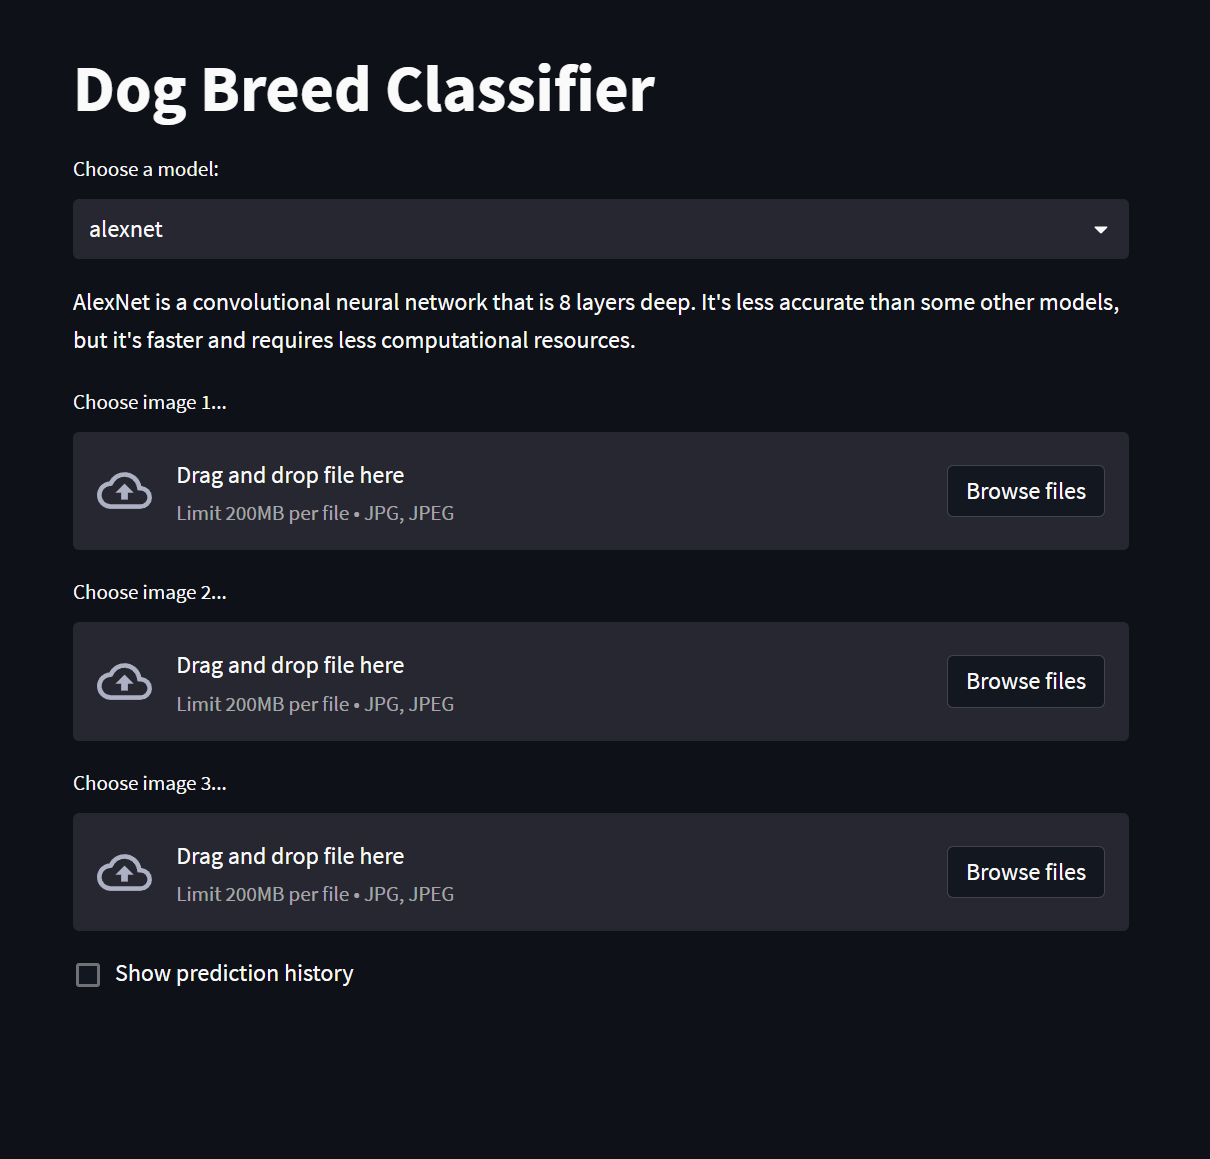 Dog Breed Classifier
Choose a model:
alexnet
AlexNet is a convolutional neural network that is 8 layers deep. It's less accurate than some other models,
but it's faster and requires less computational resources.
Choose image 1...
Drag and drop file here
Limit 200MB per file • JPG, JPEG
Browse files
Choose image 2...
Drag and drop file here
Limit 200MB per file • JPG, JPEG
Browse files
Choose image 3...
Drag and drop file here
Limit 200MB per file • JPG, JPEG
Browse files
Show prediction history